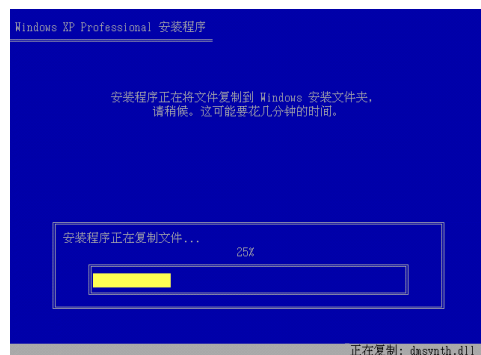 Windows XP Professional 安装程序
安装程序正在将文件复制到 Windows 安装文件夹,
请稍候。这可能要花几分钟的时间。
安装程序正在复制文件...
25%
正在复制: dmsynth.dll